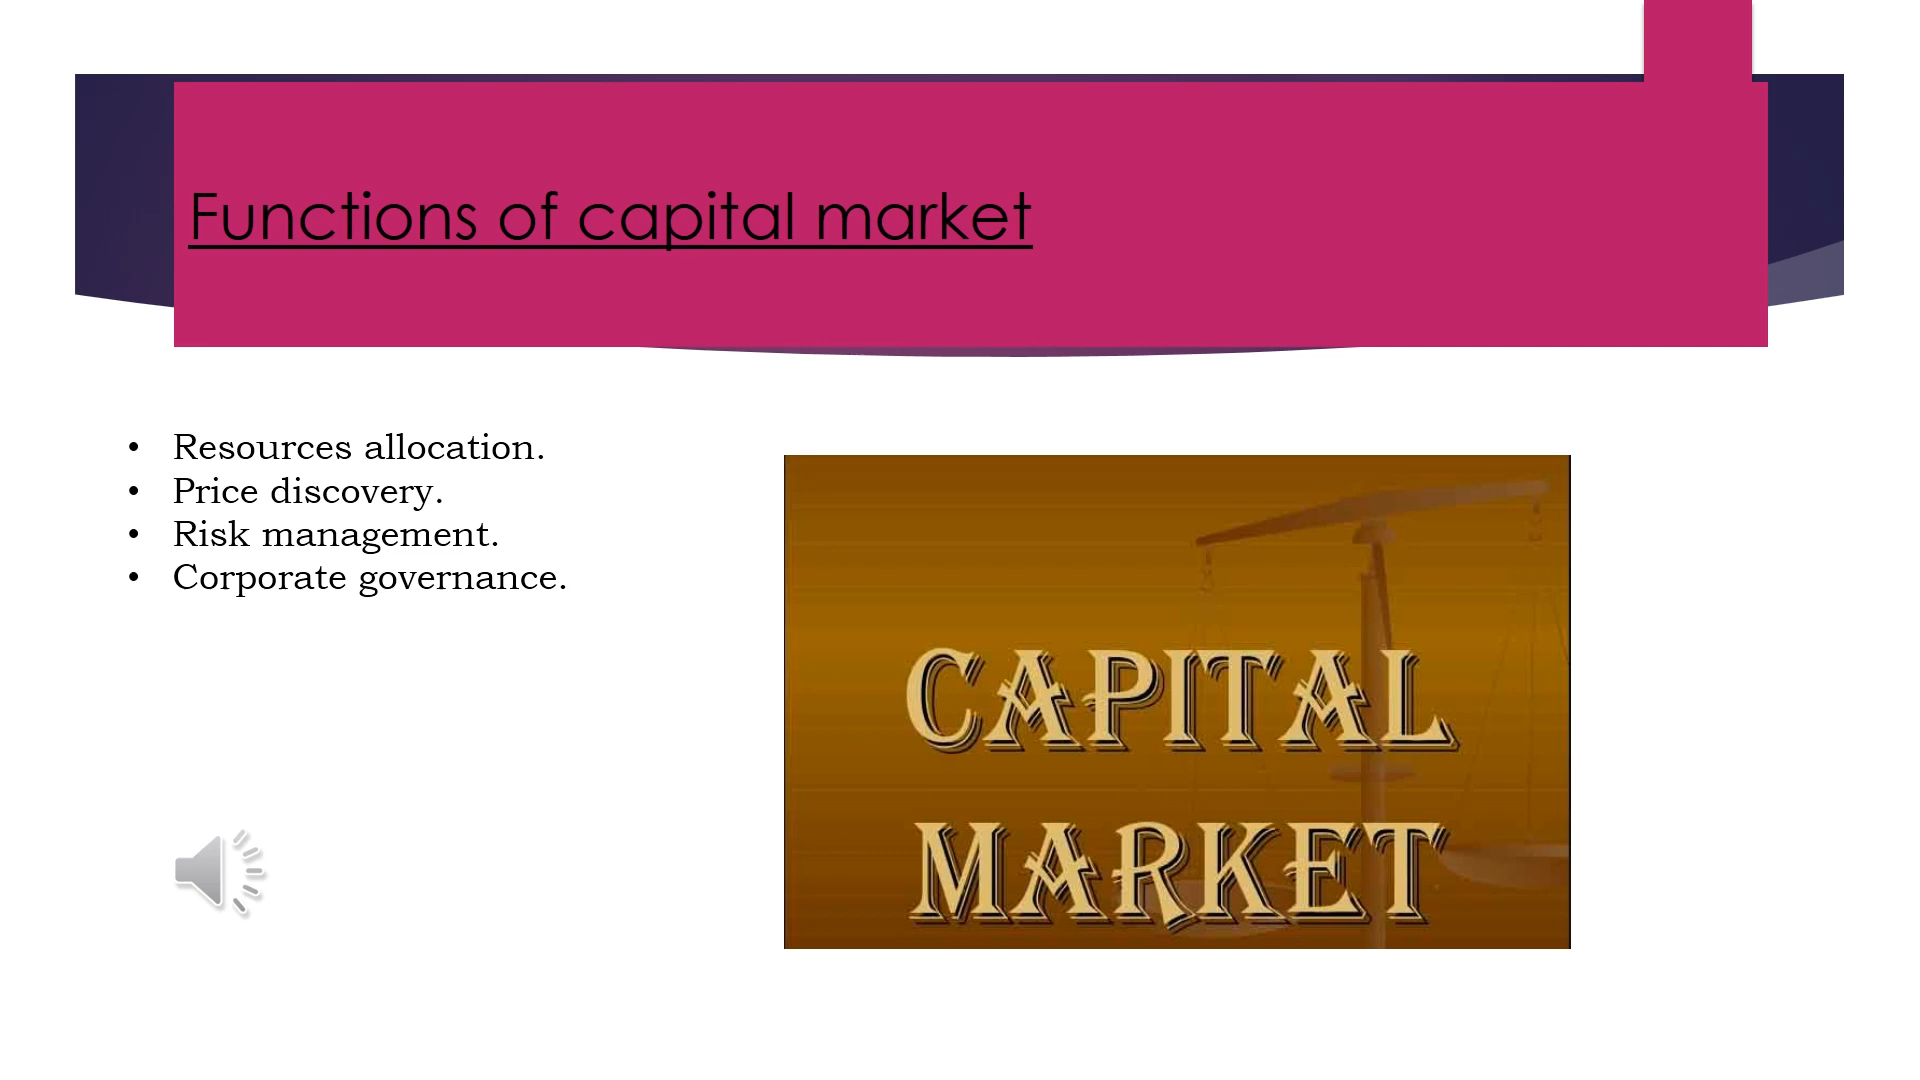 Functions of capital market
• Resources allocation.
• Price discovery.
• Risk management.
• Corporate governance.
CAPITAL
MARKET